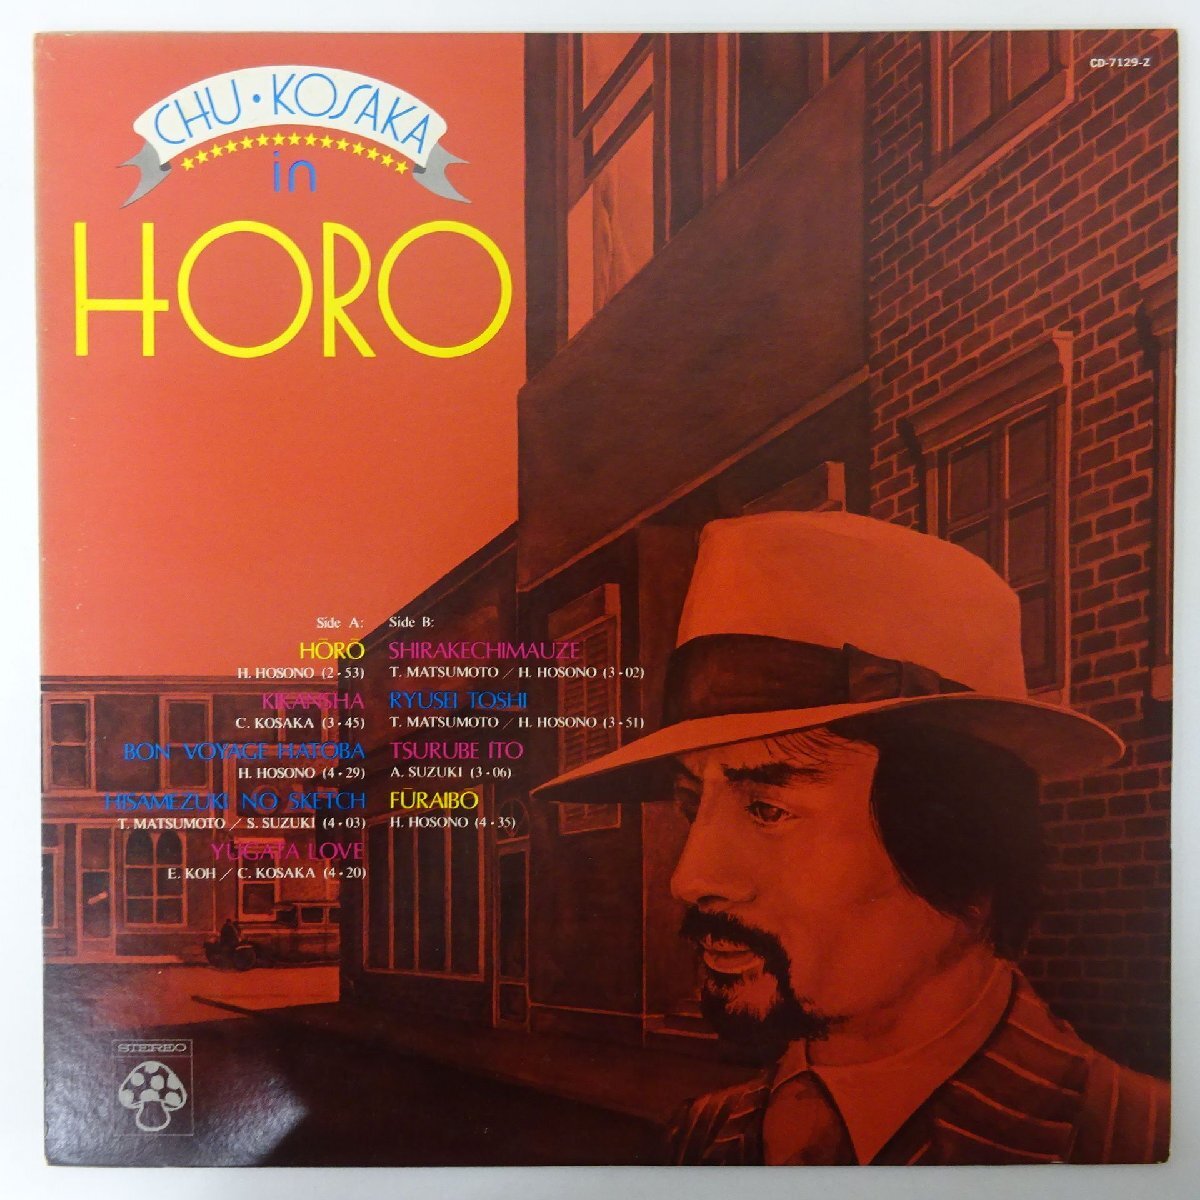 CD-7129-Z
CHU・KOSAKA
in
HORO
Side A:
HŌRŌ
H. HOSONO (2・53)
KIKANSHA
C. KOSAKA (3・45)
BON VOYAGE HATOBA
H. HOSONO (4・29)
HISAMEZUKI NO SKETCH
T. MATSUMOTO / S. SUZUKI (4・03)
YŪGATA LOVE
E. KOH / C. KOSAKA (4・20)
Side B:
SHIRAKECHIMAUZE
T. MATSUMOTO / H. HOSONO (3・02)
RYUSEI TOSHI
T. MATSUMOTO / H. HOSONO (3・51)
TSURUBE ITO
A. SUZUKI (3・06)
FŪRAIBŌ
H. HOSONO (4・35)
STEREO